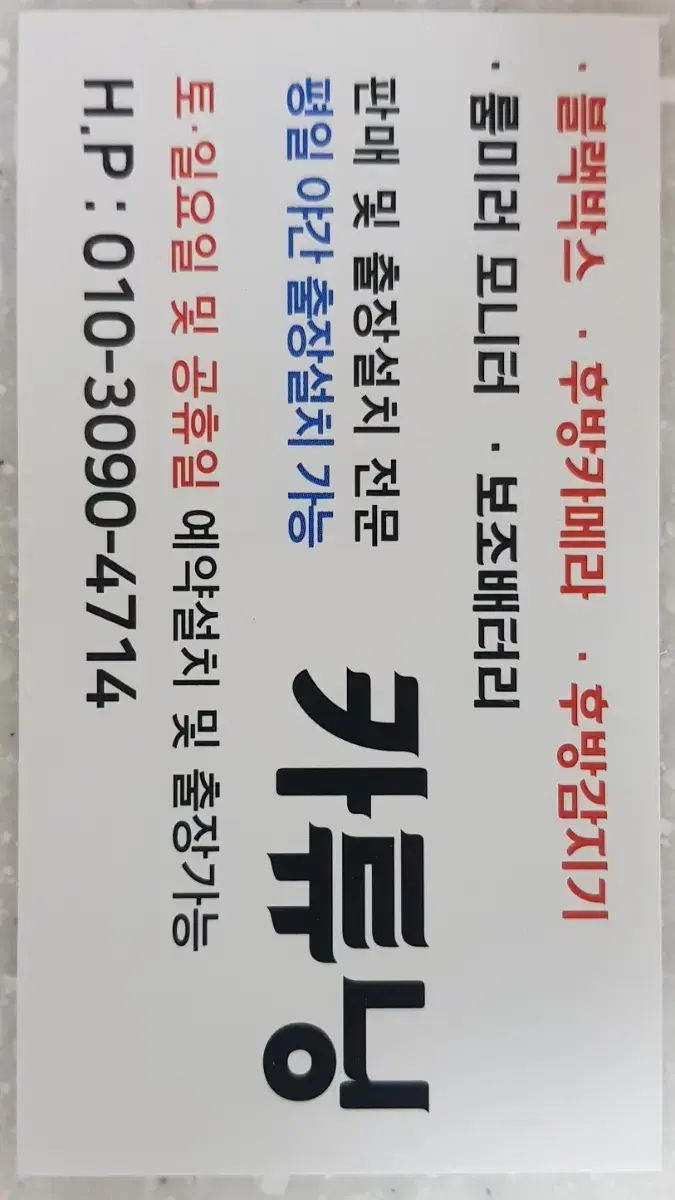 · 블랙박스 · 후방카메라 · 후방감지기
· 룸미러 모니터 · 보조배터리
판매 및 출장설치 전문
평일 야간 출장설치 가능
카튜닝
토·일요일 및 공휴일 예약설치 및 출장가능
H.P : 010-3090-4714